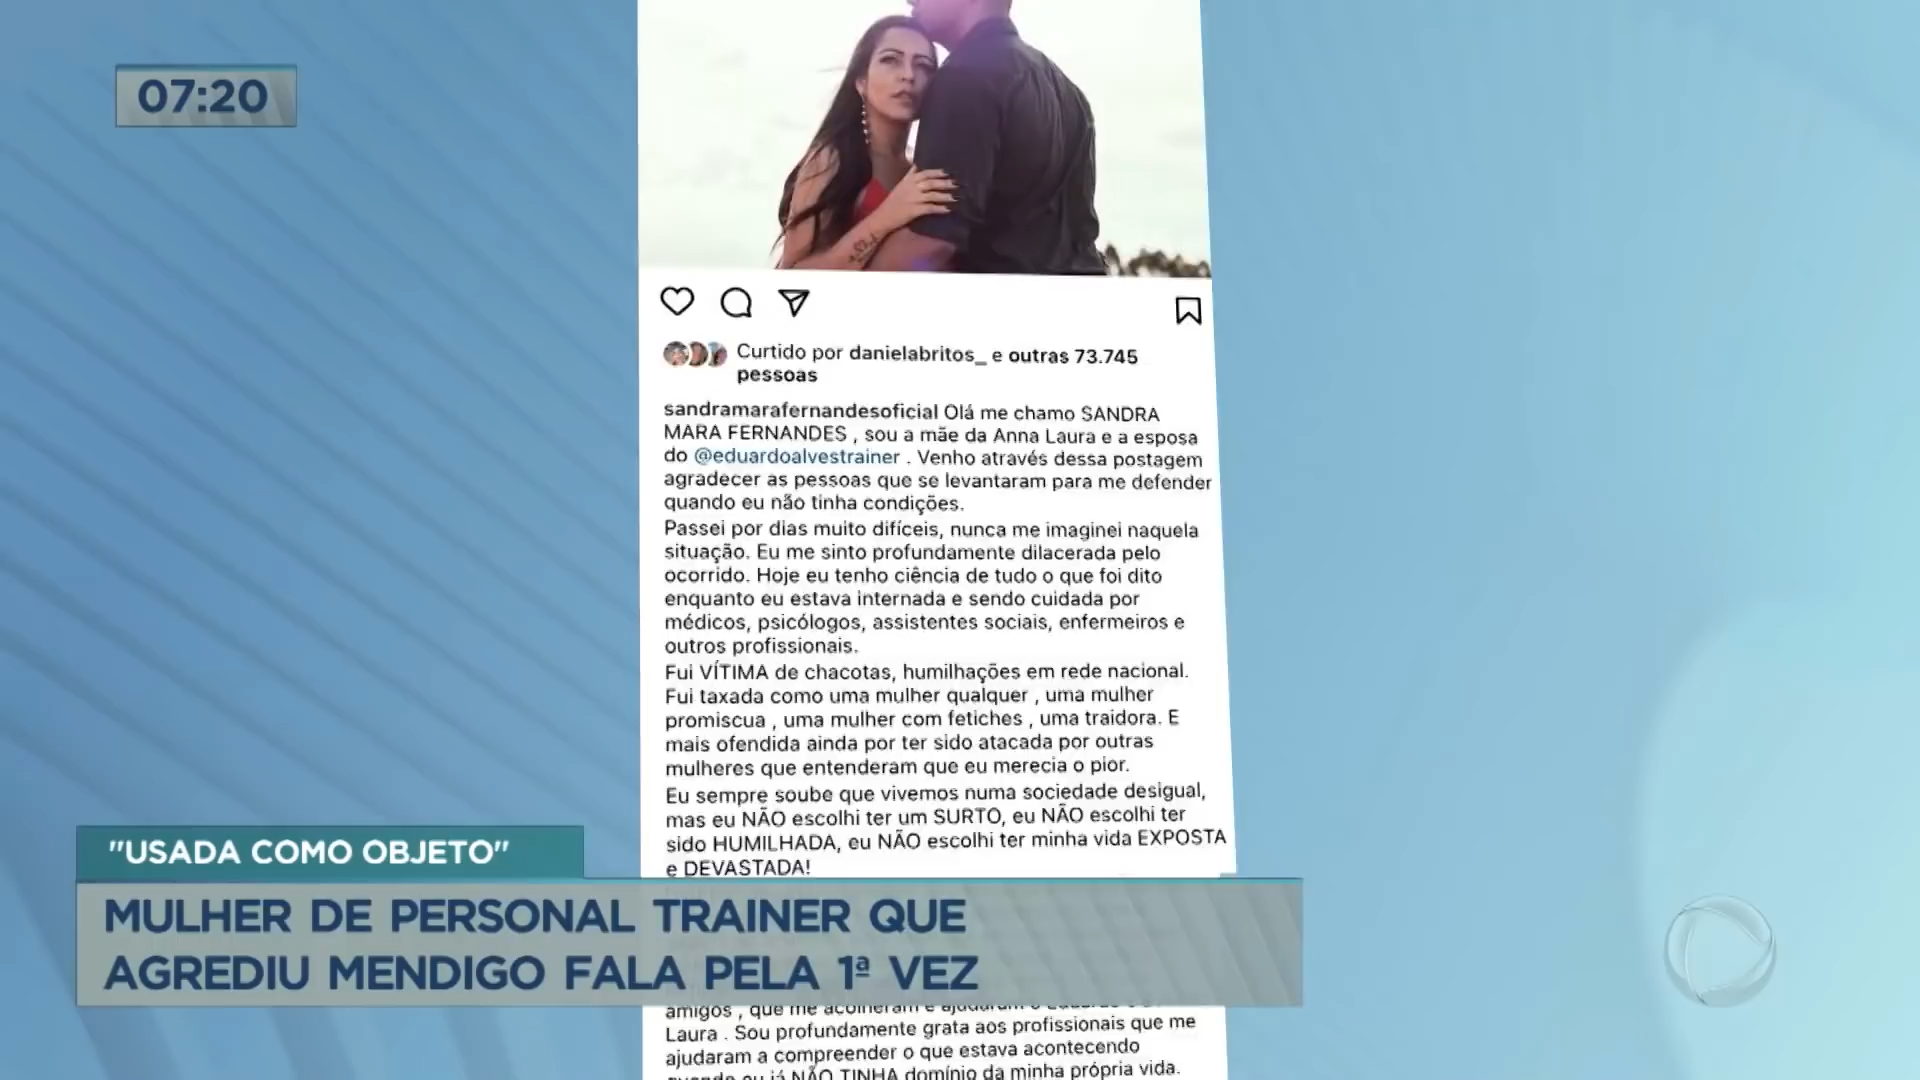 07:20
Curtido por danielabritos_ e outras 73.745
pessoas
sandramarafernandesoficial Olá me chamo SANDRA
MARA FERNANDES , sou a mãe da Anna Laura e a esposa
do @eduardoalvestrainer . Venho através dessa postagem
agradecer as pessoas que se levantaram para me defender
quando eu não tinha condições.
Passei por dias muito difíceis, nunca me imaginei naquela
situação. Eu me sinto profundamente dilacerada pelo
ocorrido. Hoje eu tenho ciência de tudo o que foi dito
enquanto eu estava internada e sendo cuidada por
médicos, psicólogos, assistentes sociais, enfermeiros e
outros profissionais.
Fui VÍTIMA de chacotas, humilhações em rede nacional.
Fui taxada como uma mulher qualquer , uma mulher
promiscua , uma mulher com fetiches , uma traidora. E
mais ofendida ainda por ter sido atacada por outras
mulheres que entenderam que eu merecia o pior.
Eu sempre soube que vivemos numa sociedade desigual,
mas eu NÃO escolhi ter um SURTO, eu NÃO escolhi ter
sido HUMILHADA, eu NÃO escolhi ter minha vida EXPOSTA
e DEVASTADA!
"USADA COMO OBJETO"
MULHER DE PERSONAL TRAINER QUE
AGREDIU MENDIGO FALA PELA 1ª VEZ
amigos , que me acolheram e ajudaram o
Laura . Sou profundamente grata aos profissionais que me
ajudaram a compreender o que estava acontecendo
quando eu já NÃO TINHA domínio da minha própria vida.